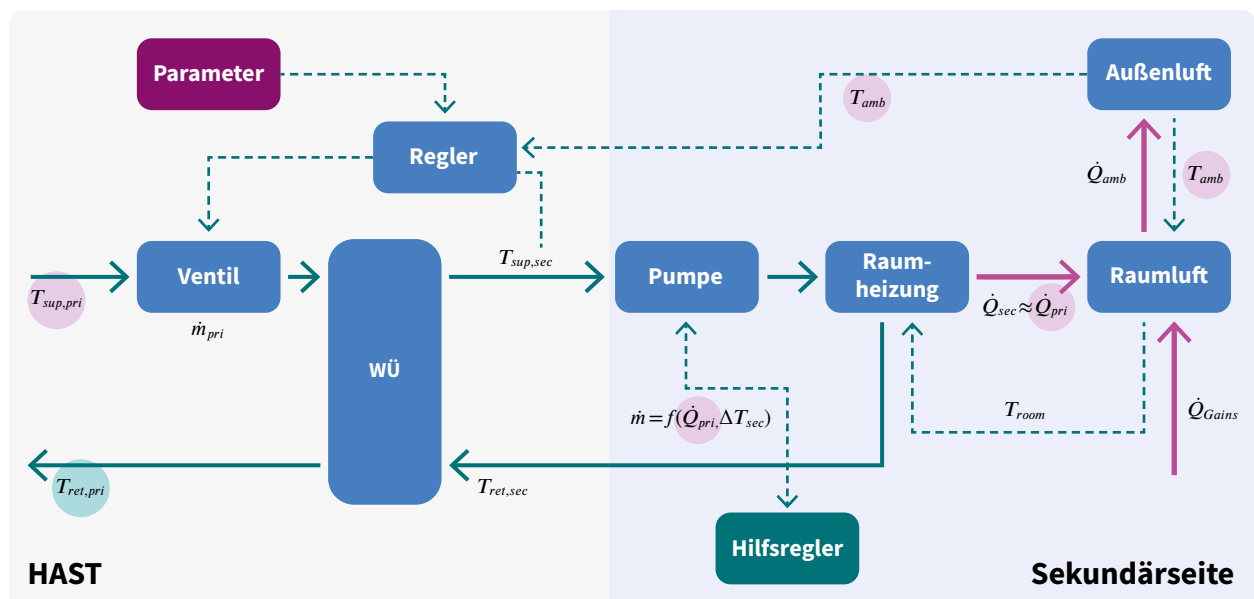 Parameter
Außenluft
T_amb
Regler
Q̇_amb
T_amb
T_sup,sec
Ventil
Pumpe
Raum-
heizung
Raumluft
T_sup,pri
Q̇_sec≈Q̇_pri
ṁ_pri
WÜ
ṁ=f(Q̇_pri,ΔT_sec)
T_room
Q̇_Gains
T_ret,pri
T_ret,sec
Hilfsregler
HAST
Sekundärseite